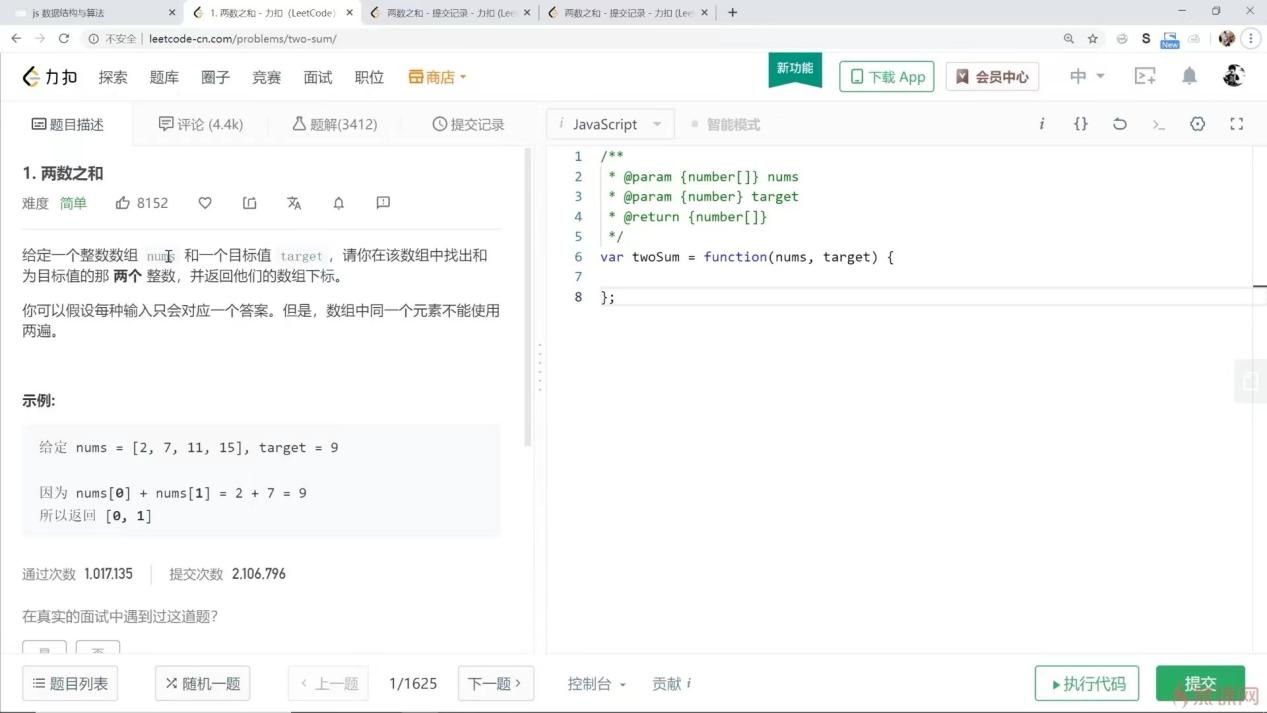 js 数据结构与算法
1. 两数之和 - 力扣 (LeetCode)
两数之和 - 提交记录 - 力扣 (Lee
两数之和 - 提交记录 - 力扣 (Lee
不安全 | leetcode-cn.com/problems/two-sum/
S
New
力扣 探索 题库 圈子 竞赛 面试 职位 商店
新功能
下载 App
会员中心
中
题目描述
评论 (4.4k)
题解(3412)
提交记录
i JavaScript
智能模式
i {} >_
1. 两数之和
难度 简单 8152
给定一个整数数组 nums 和一个目标值 target , 请你在该数组中找出和
为目标值的那 两个 整数，并返回他们的数组下标。
你可以假设每种输入只会对应一个答案。但是，数组中同一个元素不能使用
两遍。
示例:
给定 nums = [2, 7, 11, 15], target = 9
因为 nums[0] + nums[1] = 2 + 7 = 9
所以返回 [0, 1]
通过次数 1,017,135 提交次数 2,106,796
在真实的面试中遇到过这道题?
1 /**
2 * @param {number[]} nums
3 * @param {number} target
4 * @return {number[]}
5 */
6 var twoSum = function(nums, target) {
7
8 };
题目列表
随机一题
上一题
1/1625
下一题
控制台
贡献 i
执行代码
提交